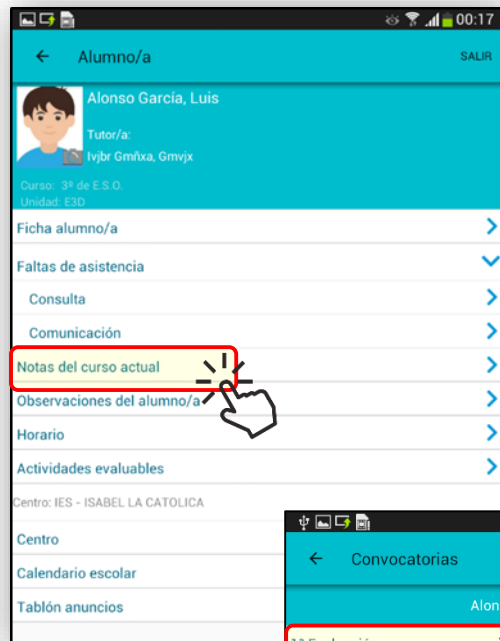 00:17
Alumno/a SALIR
Alonso García, Luis
Tutor/a:
Ivjbr Gmñxa, Gmvjx
Curso: 3º de E.S.O.
Unidad: E3D
Ficha alumno/a
Faltas de asistencia
Consulta
Comunicación
Notas del curso actual
Observaciones del alumno/a
Horario
Actividades evaluables
Centro: IES - ISABEL LA CATOLICA
Centro
Calendario escolar
Tablón anuncios
Convocatorias
Alon